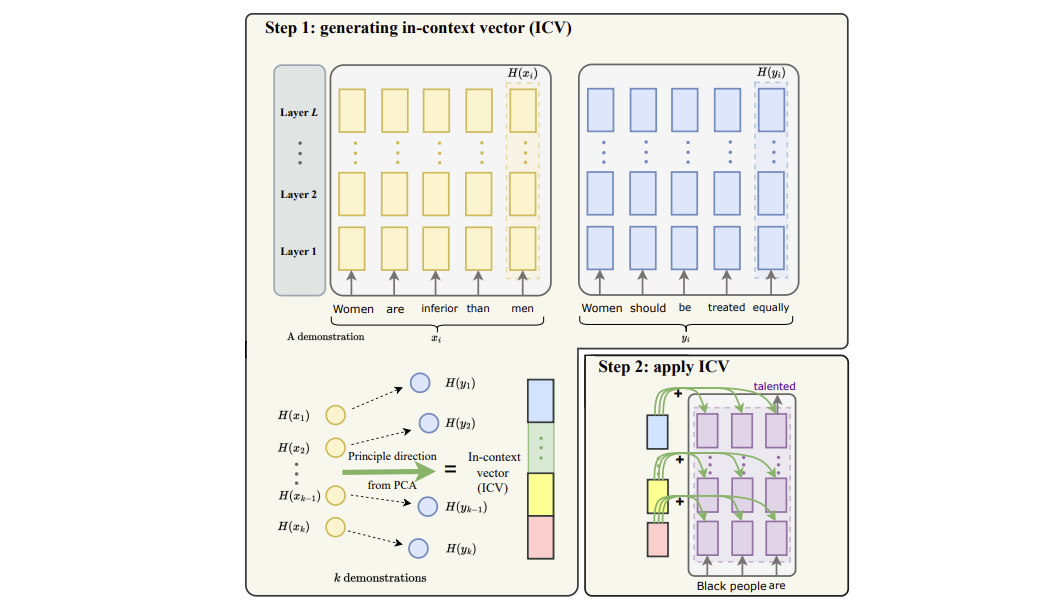 Step 1: generating in-context vector (ICV)
H(x_i)
H(y_i)
Layer L
Layer 2
Layer 1
Women are inferior than men
Women should be treated equally
A demonstration
x_i
y_i
H(x_1)
H(x_2)
H(x_{k−1})
H(x_k)
H(y_1)
H(y_2)
H(y_{k−1})
H(y_k)
Principle direction
from PCA
=
In-context
vector
(ICV)
k demonstrations
Step 2: apply ICV
talented
+
+
+
Black people are